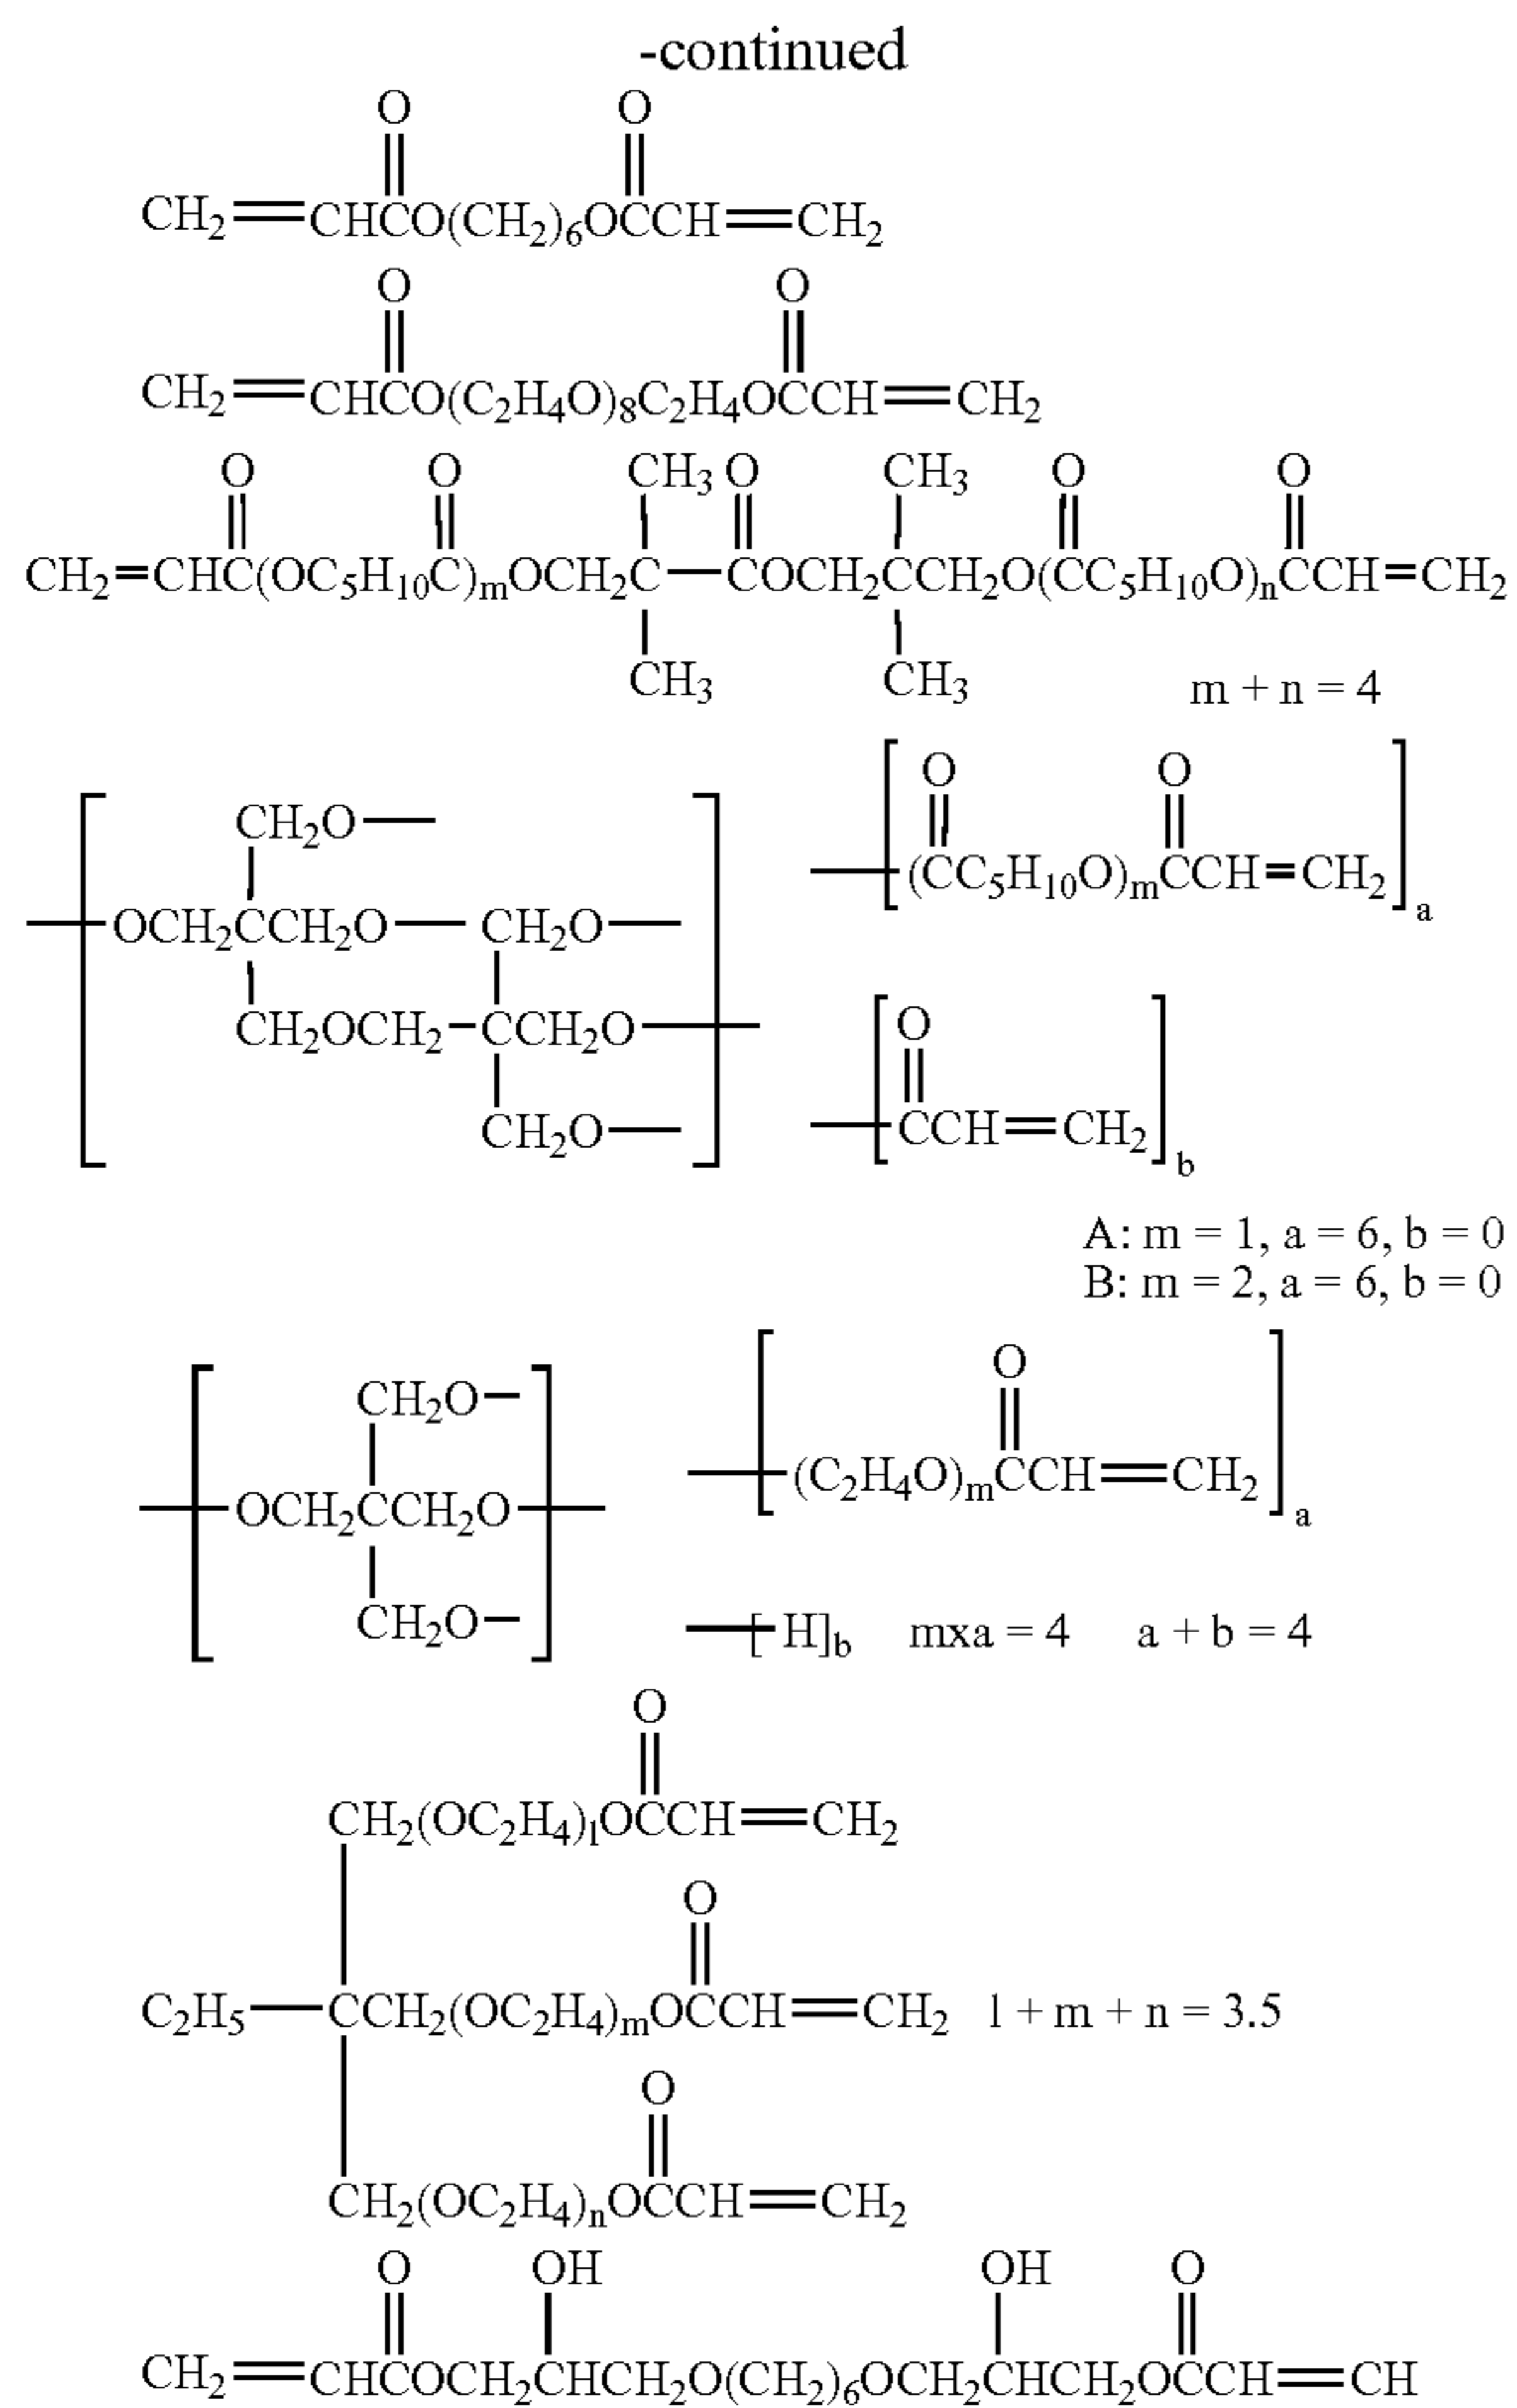 -continued
O O
CH2=CHCO(CH2)6OCCH=CH2
O O
CH2=CHCO(C2H4O)8C2H4OCCH=CH2
O O CH3 O CH3 O O
CH2=CHC(OC5H10C)mOCH2C—COCH2CCH2O(CC5H10O)nCCH=CH2
CH3 CH3
m + n = 4
CH2O—
—OCH2CCH2O—CH2O—
CH2OCH2—CCH2O—
CH2O—
O O
—[(CC5H10O)mCCH=CH2]a
O
—[CCH=CH2]b
A: m = 1, a = 6, b = 0
B: m = 2, a = 6, b = 0
CH2O—
—OCH2CCH2O—
CH2O—
O
—[(C2H4O)mCCH=CH2]a
—[H]b mxa = 4 a + b = 4
O
CH2(OC2H4)lOCCH=CH2
O
C2H5—CCH2(OC2H4)mOCCH=CH2 l + m + n = 3.5
O
CH2(OC2H4)nOCCH=CH2
O OH OH O
CH2=CHCOCH2CHCH2O(CH2)6OCH2CHCH2OCCH=CH